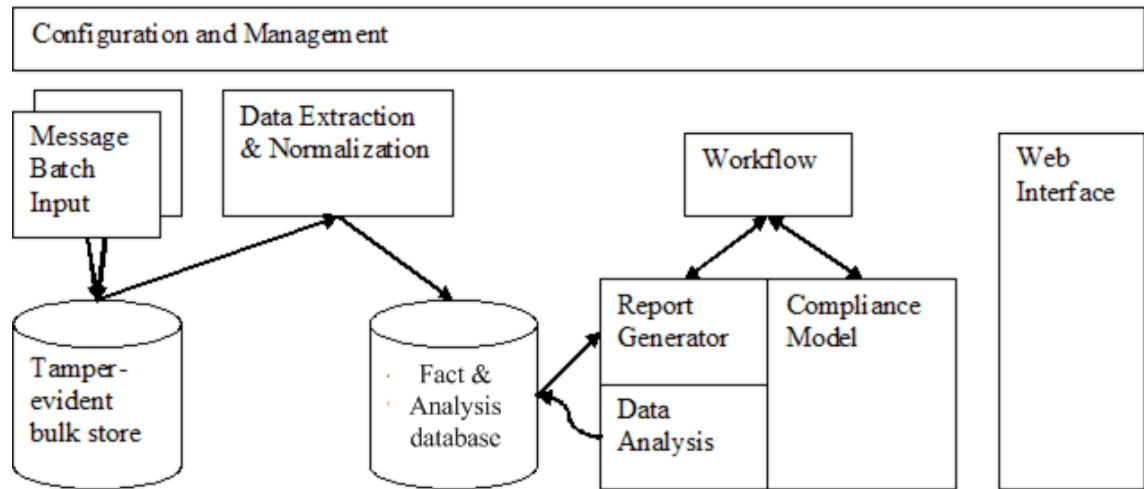 Configuration and Management
Message
Batch
Input
Data Extraction
& Normalization
Workflow
Web
Interface
Tamper-
evident
bulk store
Fact &
Analysis
database
Report
Generator
Data
Analysis
Compliance
Model